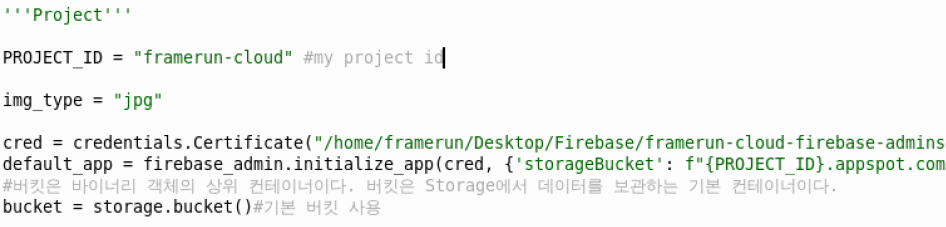 '''Project'''
PROJECT_ID = "framerun-cloud" #my project id
img_type = "jpg"
cred = credentials.Certificate("/home/framerun/Desktop/Firebase/framerun-cloud-firebase-admins
default_app = firebase_admin.initialize_app(cred, {'storageBucket': f"{PROJECT_ID}.appspot.com
#버킷은 바이너리 객체의 상위 컨테이너이다. 버킷은 Storage에서 데이터를 보관하는 기본 컨테이너이다.
bucket = storage.bucket()#기본 버킷 사용